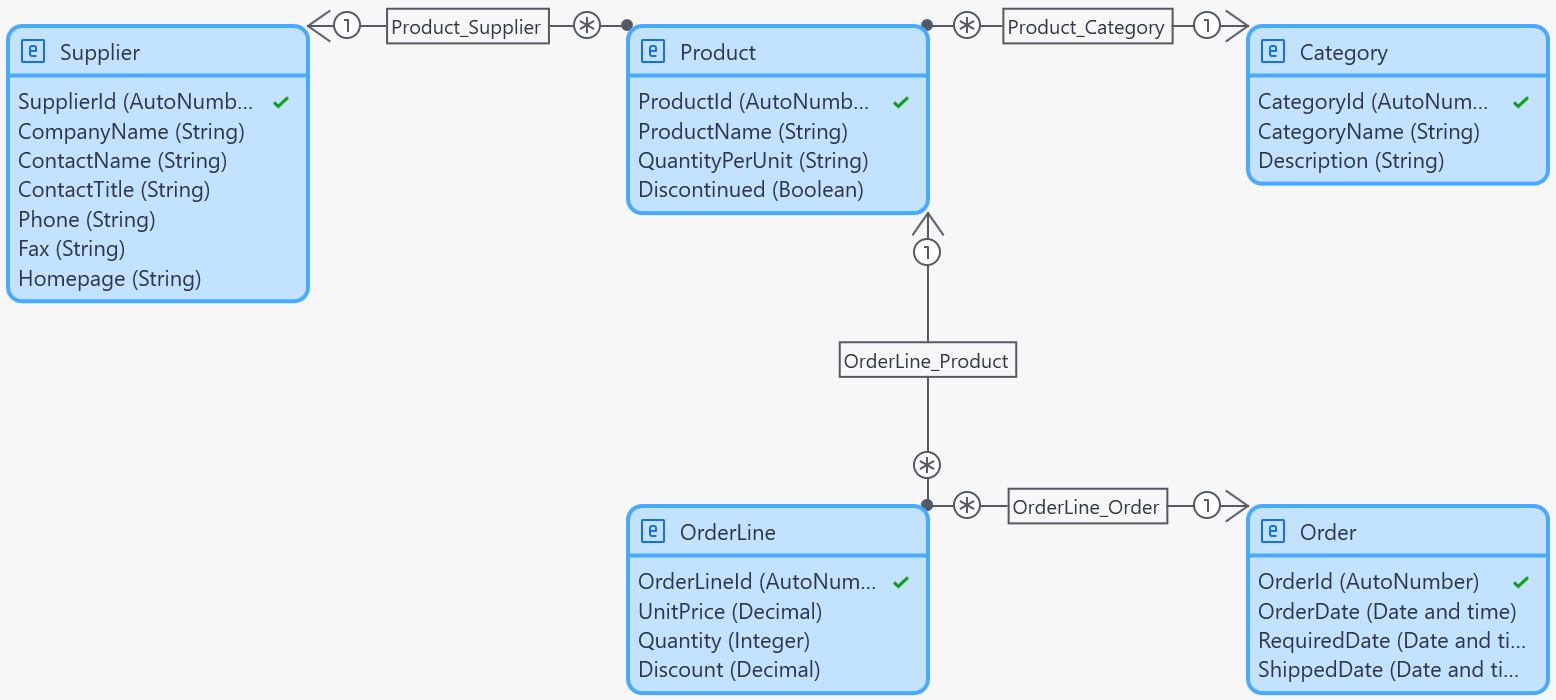 1
Product_Supplier
*
*
Product_Category
1
e Supplier
SupplierId (AutoNumb...
CompanyName (String)
ContactName (String)
ContactTitle (String)
Phone (String)
Fax (String)
Homepage (String)
e Product
ProductId (AutoNumb...
ProductName (String)
QuantityPerUnit (String)
Discontinued (Boolean)
e Category
CategoryId (AutoNum...
CategoryName (String)
Description (String)
1
OrderLine_Product
*
*
OrderLine_Order
1
e OrderLine
OrderLineId (AutoNum...
UnitPrice (Decimal)
Quantity (Integer)
Discount (Decimal)
e Order
OrderId (AutoNumber)
OrderDate (Date and time)
RequiredDate (Date and ti...
ShippedDate (Date and ti...